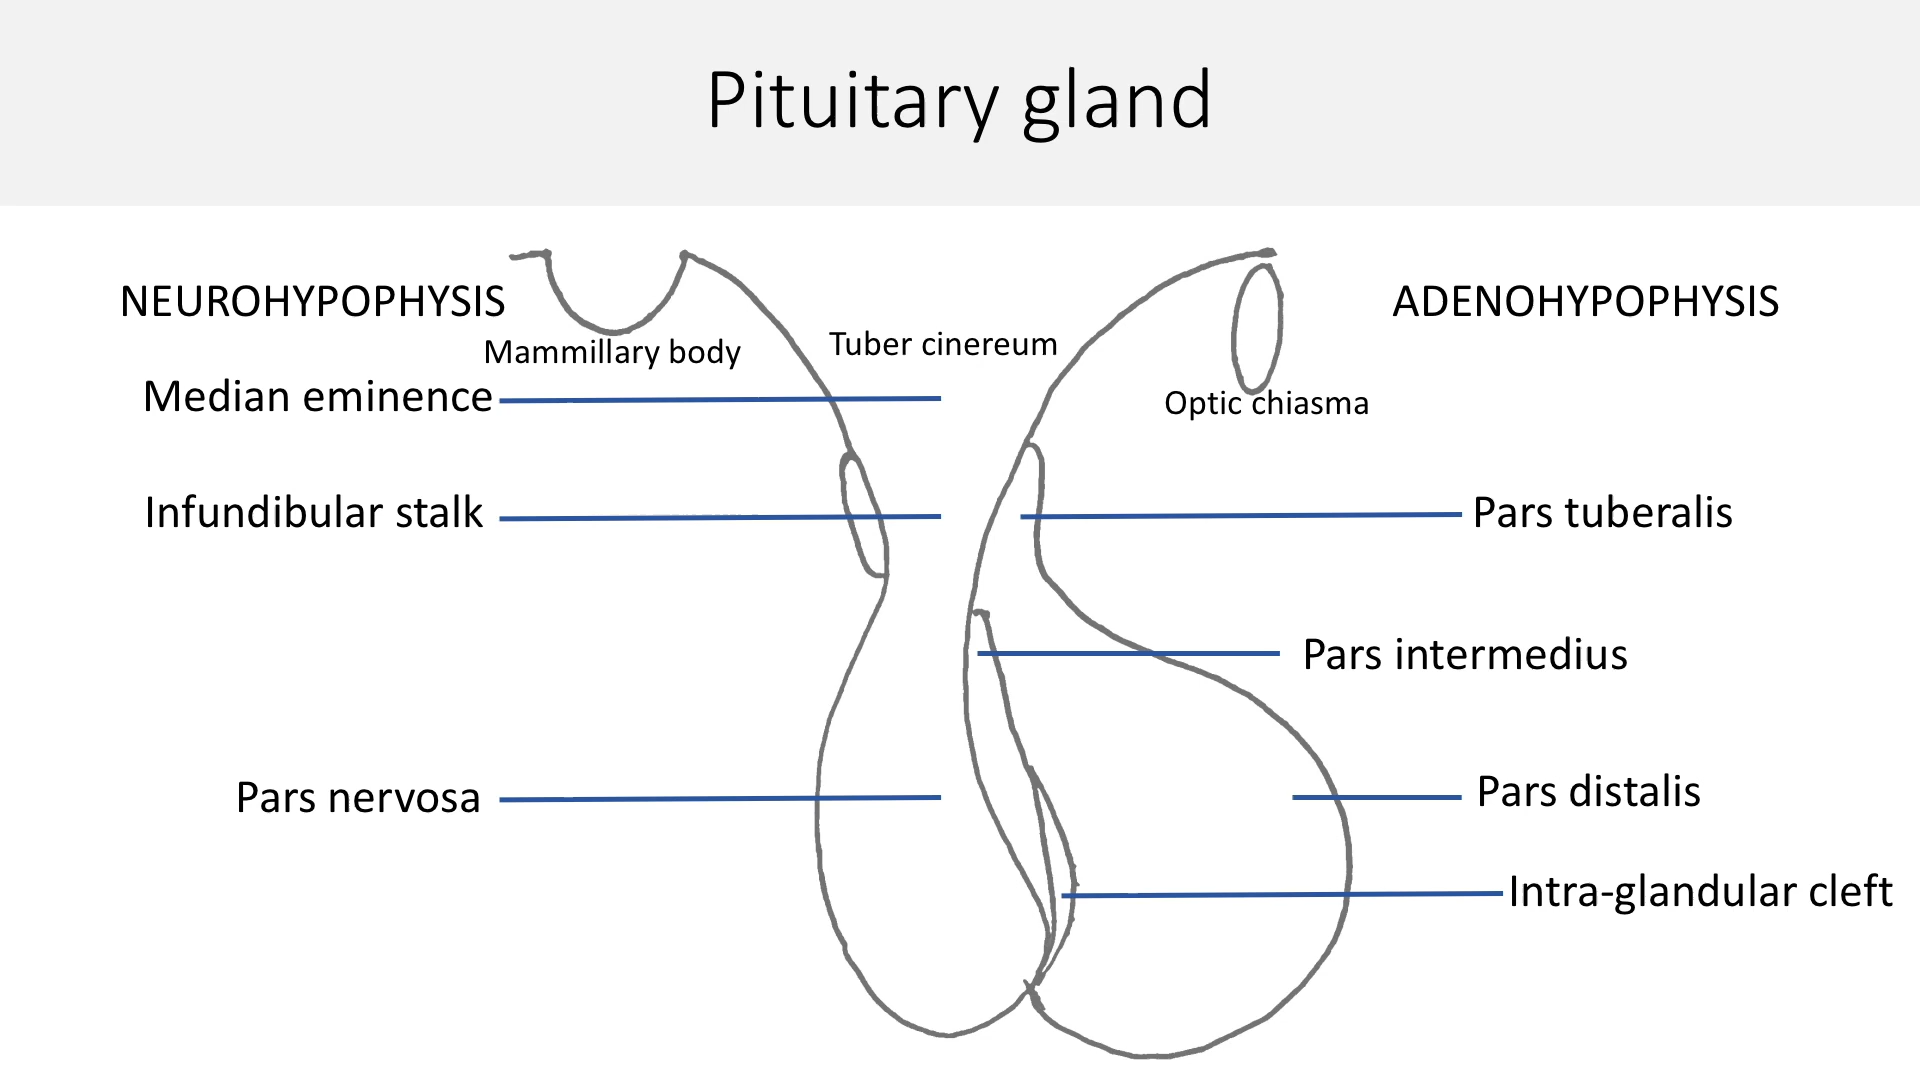 Pituitary gland
NEUROHYPOPHYSIS
ADENOHYPOPHYSIS
Mammillary body
Tuber cinereum
Median eminence
Optic chiasma
Infundibular stalk
Pars tuberalis
Pars intermedius
Pars nervosa
Pars distalis
Intra-glandular cleft